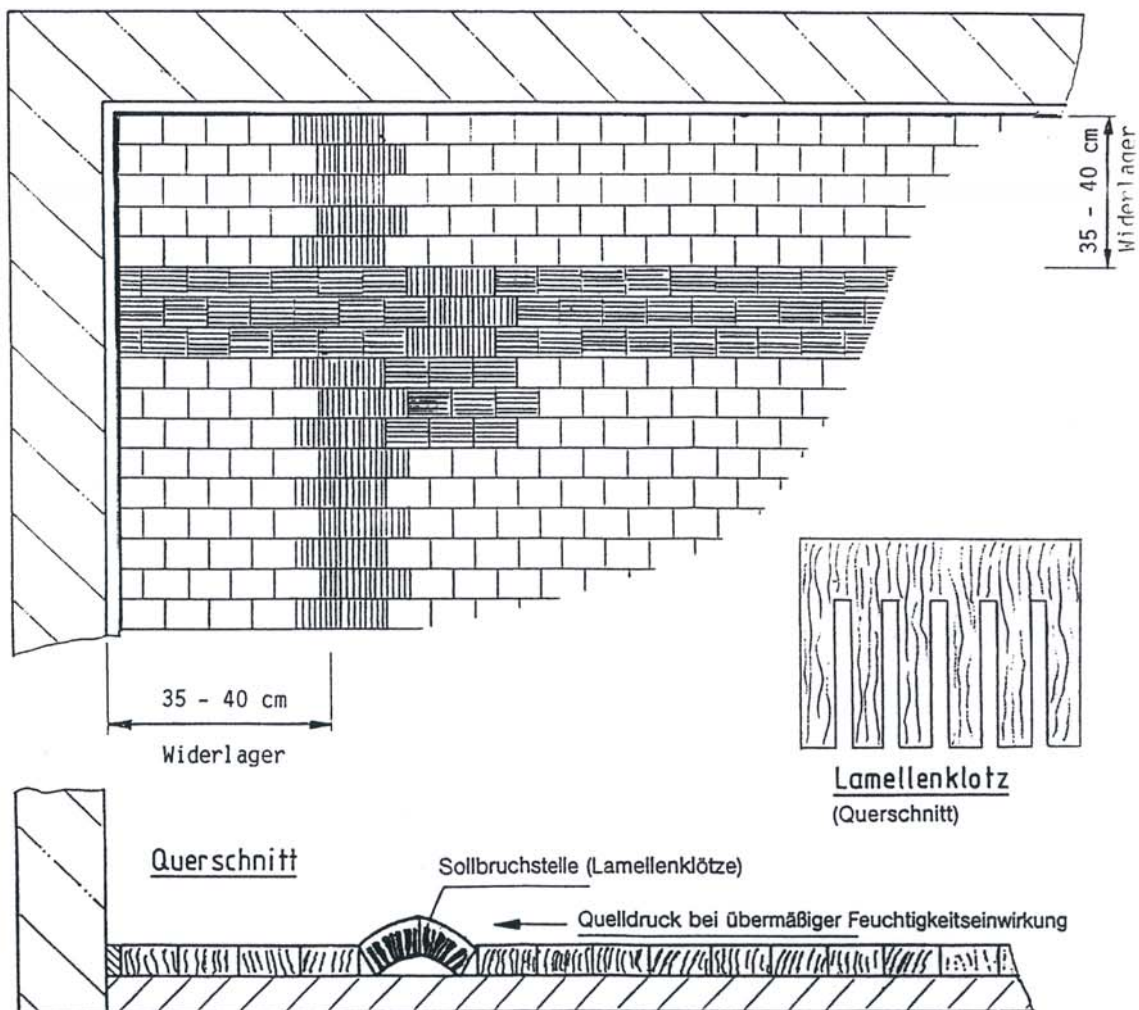 35 - 40 cm
Widerlager
35 - 40 cm
Widerlager
Lamellenklotz
(Querschnitt)
Querschnitt
Sollbruchstelle (Lamellenklötze)
Quelldruck bei übermäßiger Feuchtigkeitseinwirkung